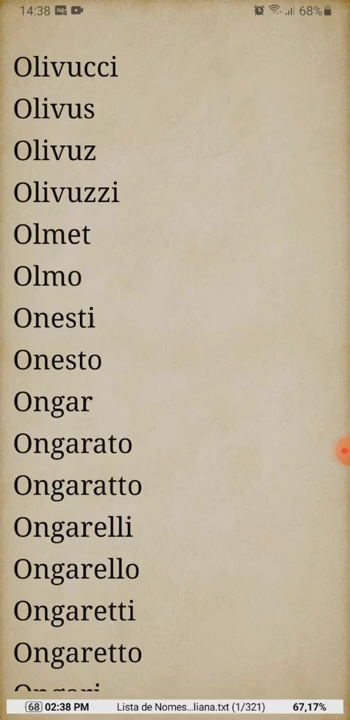 14:38 68%
Olivucci
Olivus
Olivuz
Olivuzzi
Olmet
Olmo
Onesti
Onesto
Ongar
Ongarato
Ongaratto
Ongarelli
Ongarello
Ongaretti
Ongaretto
68 02:38 PM Lista de Nomes...liana.txt (1/321) 67,17%